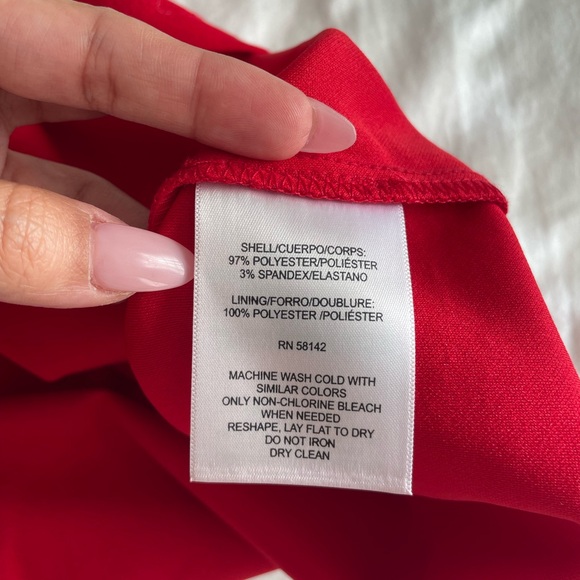 SHELL/CUERPO/CORPS:
97% POLYESTER/POLIÉSTER
3% SPANDEX/ELASTANO
LINING/FORRO/DOUBLURE:
100% POLYESTER /POLIÉSTER
RN 58142
MACHINE WASH COLD WITH
SIMILAR COLORS
ONLY NON-CHLORINE BLEACH
WHEN NEEDED
RESHAPE, LAY FLAT TO DRY
DO NOT IRON
DRY CLEAN